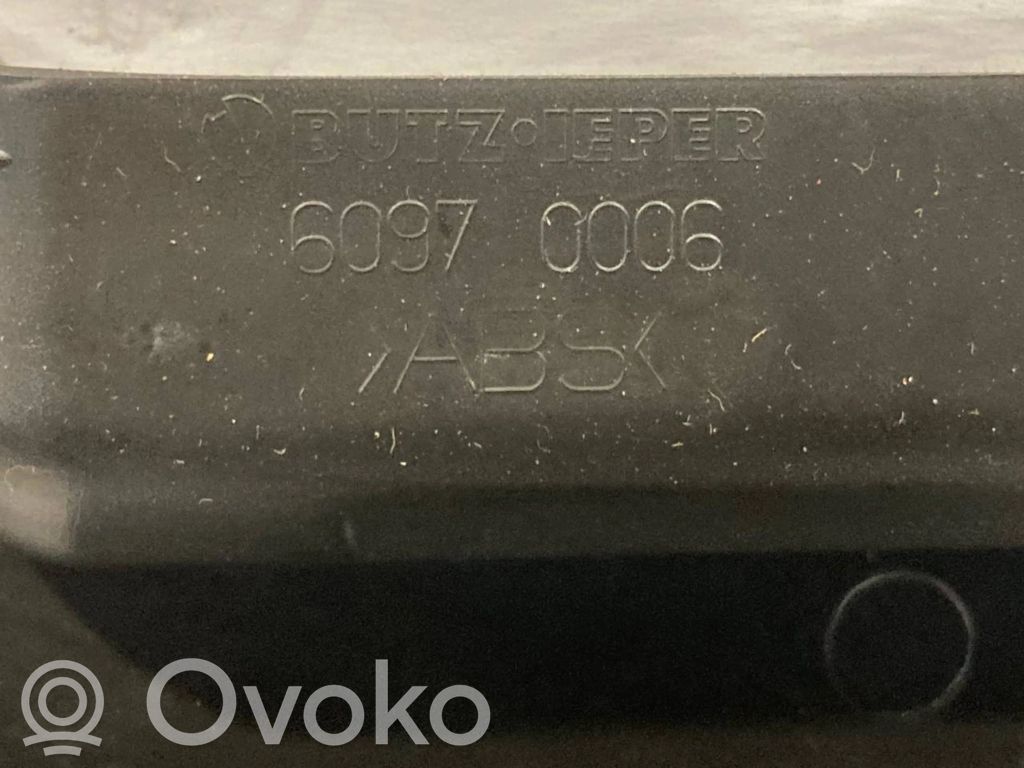 BUTZ·IEPER
6097 0006
>ABS<
Ovoko